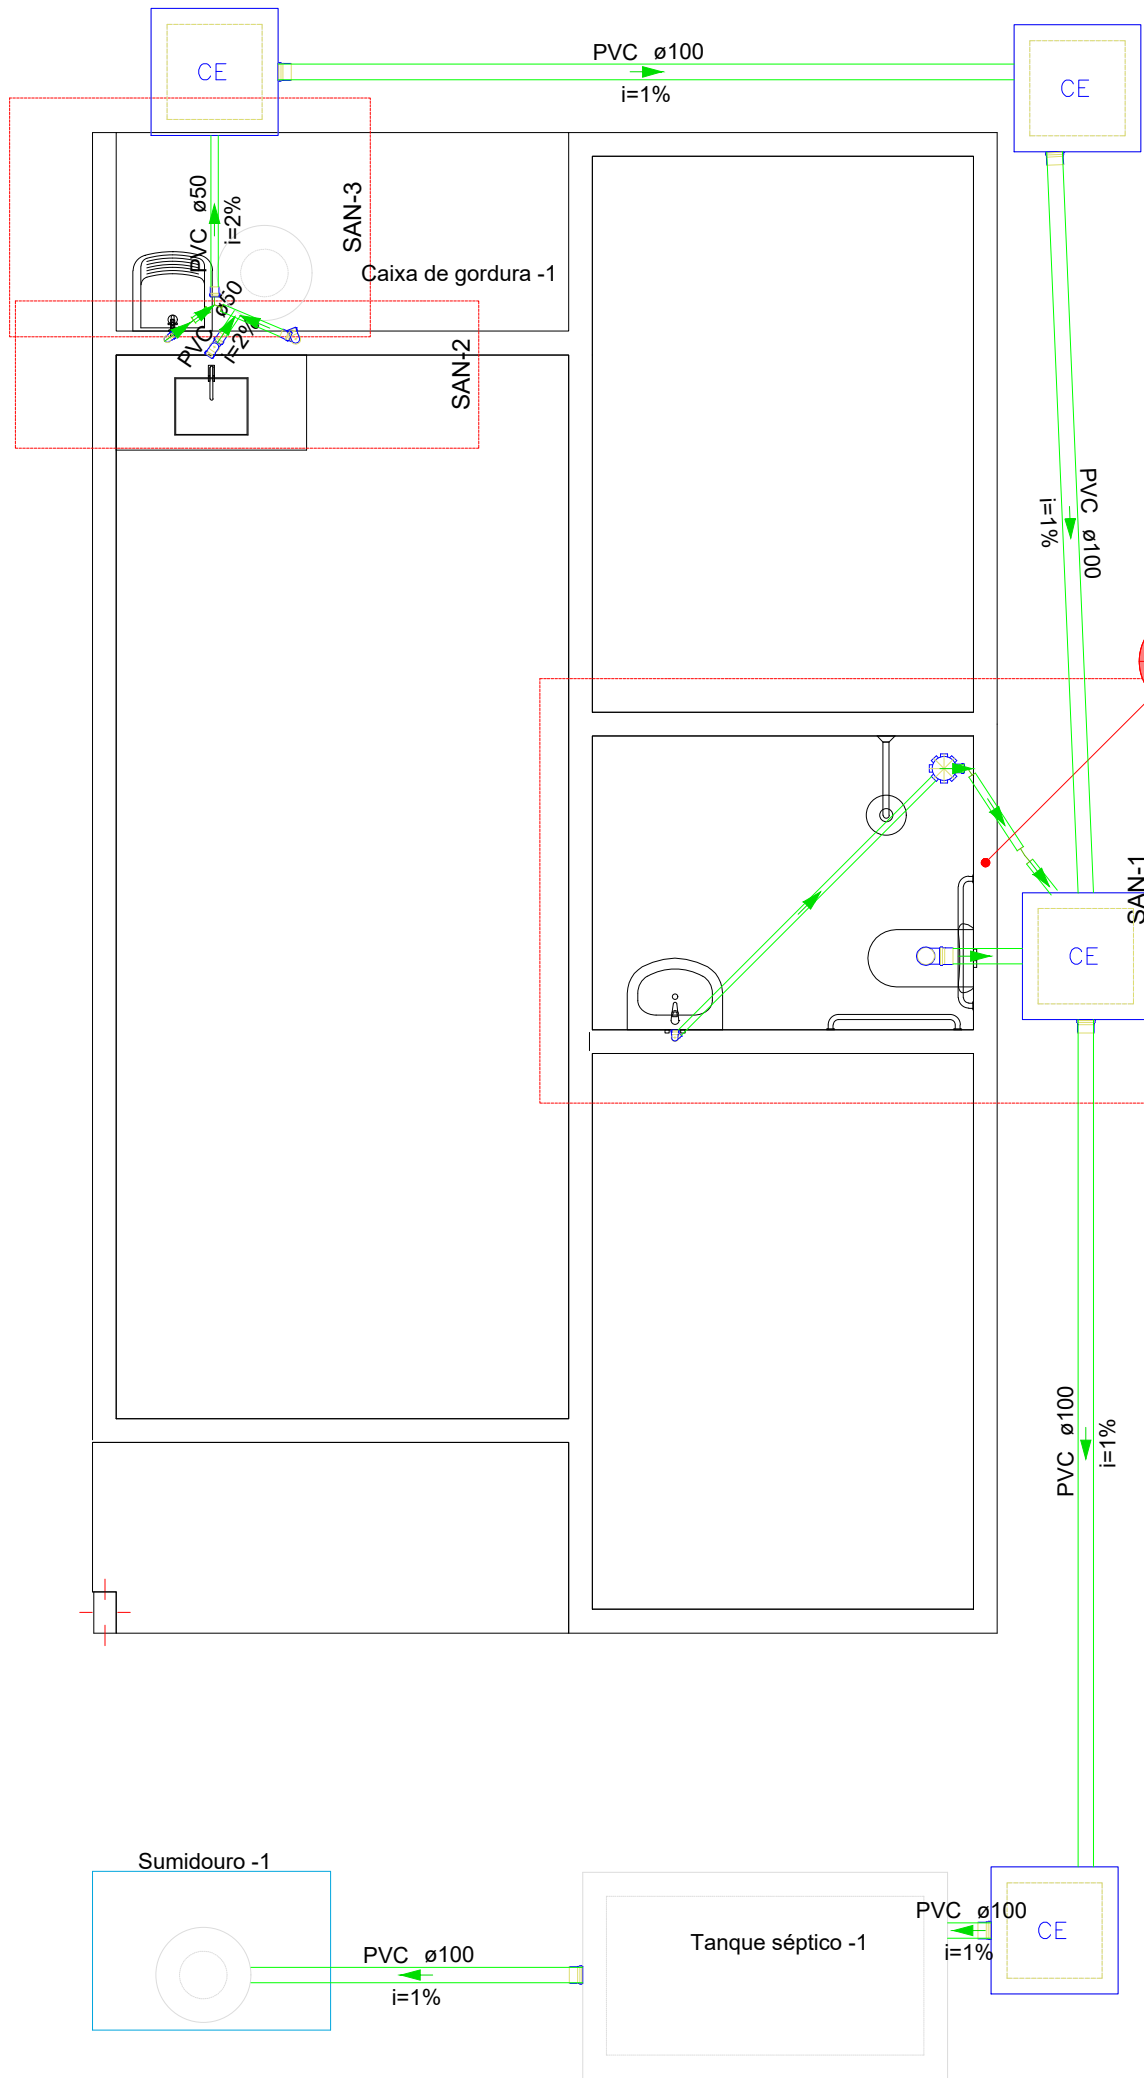 PVC ø100
CE
CE
i=1%
PVC ø50
i=2%
SAN-3
Caixa de gordura -1
PVC ø50
i=2%
SAN-2
PVC ø100
i=1%
SAN-1
CE
PVC ø100
i=1%
Sumidouro -1
PVC ø100
CE
Tanque séptico -1
i=1%
PVC ø100
i=1%